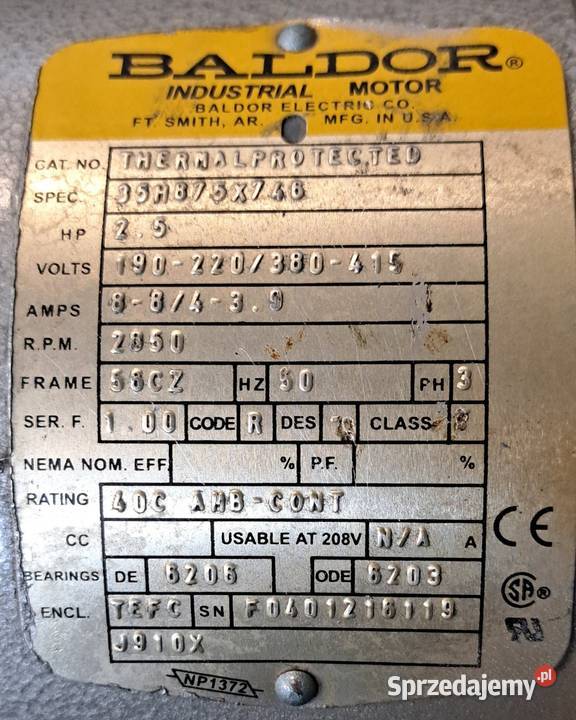 BALDOR®
INDUSTRIAL MOTOR
BALDOR ELECTRIC CO.
FT. SMITH, AR. MFG. IN U.S.A.
CAT. NO. THERMALPROTECTED
SPEC. 35H875X746
HP 2.5
VOLTS 190-220/380-415
AMPS 8-8/4-3.9
R.P.M. 2850
FRAME 56CZ HZ 50 PH 3
SER. F. 1.00 CODE R DES CLASS
NEMA NOM. EFF. % P.F. %
RATING 40C AMB-CONT
CC USABLE AT 208V N/A A
BEARINGS DE 6206 ODE 6203
ENCL. TEFC SN F0401216119
J910X
CE
SA®
NP1372
Sprzedajemy.pl